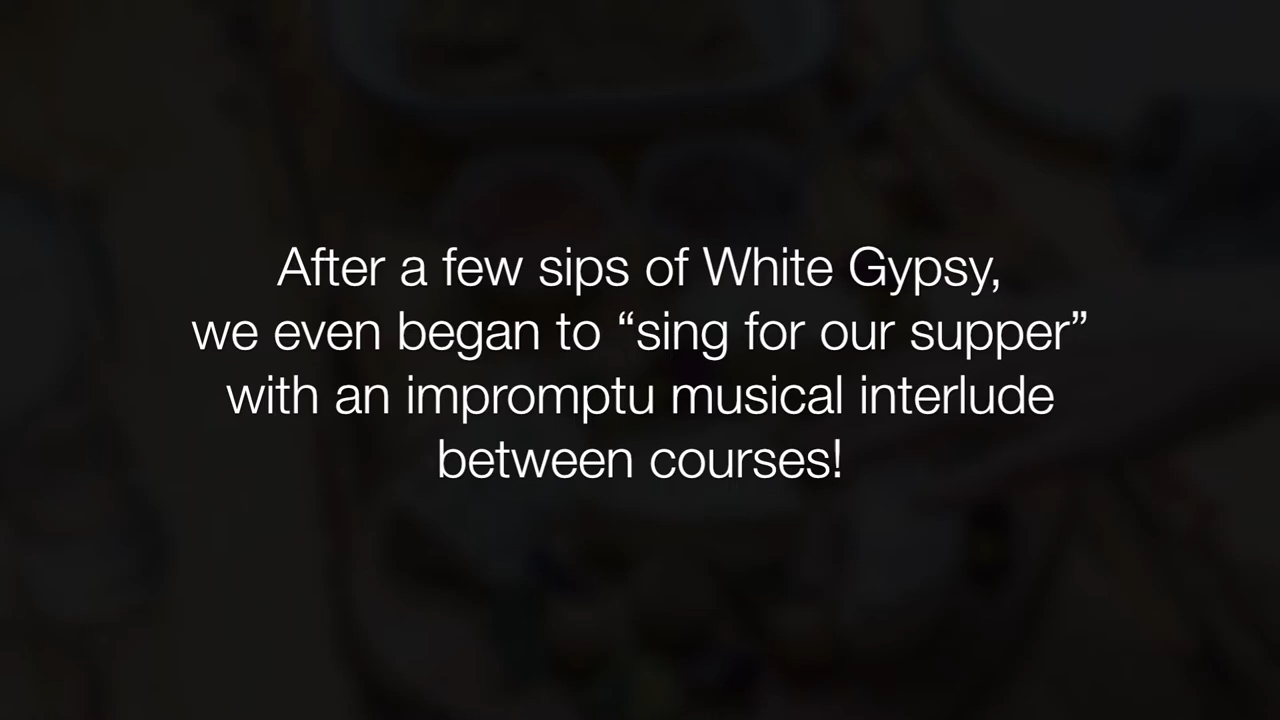 After a few sips of White Gypsy,
we even began to “sing for our supper”
with an impromptu musical interlude
between courses!